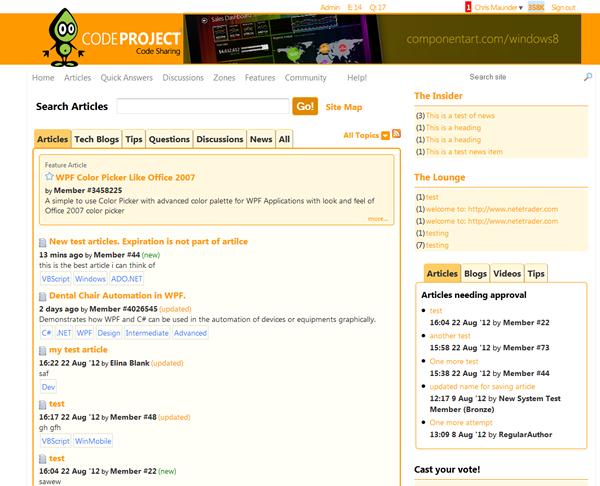 Admin E: 14 Q: 17 1 Chris Maunder 358K Sign out
CODEPROJECT
Code Sharing
Sales Dashboard
componentart.com/windows8
Home Articles Quick Answers Discussions Zones Features Community Help!
Search site
Search Articles Go! Site Map
Articles Tech Blogs Tips Questions Discussions News All
All Topics
Feature Article
WPF Color Picker Like Office 2007
by Member #3458225
A simple to use Color Picker with advanced color palette for WPF Applications with look and feel of
Office 2007 color picker
more...
New test articles. Expiration is not part of artilce
13 mins ago by Member #44 (new)
this is the best article i can think of
VBScript Windows ADO.NET
Dental Chair Automation in WPF.
2 days ago by Member #4026545 (updated)
Demonstrates how WPF and C# can be used in the automation of devices or equipments graphically.
C# .NET WPF Design Intermediate Advanced
my test article
16:22 22 Aug '12 by Elina Blank (updated)
saf
Dev
test
16:17 22 Aug '12 by Member #48 (updated)
gh gfh
VBScript WinMobile
test
16:04 22 Aug '12 by Member #22 (new)
sawew
The Insider
(3) This is a test of news
(1) This is a heading
(1) This is a heading
(1) This is a test news item
The Lounge
(1) test
(1) welcome to: http://www.netetrader.com
(1) welcome to: http://www.netetrader.com
(1) testing
(7) testing
Articles Blogs Videos Tips
Articles needing approval
test
16:04 22 Aug '12 by Member #22
another test
15:58 22 Aug '12 by Member #73
One more test
15:38 22 Aug '12 by Member #44
updated name for saving article
12:17 9 Aug '12 by New System Test
Member (Bronze)
One more attempt
13:09 8 Aug '12 by RegularAuthor
Cast your vote!